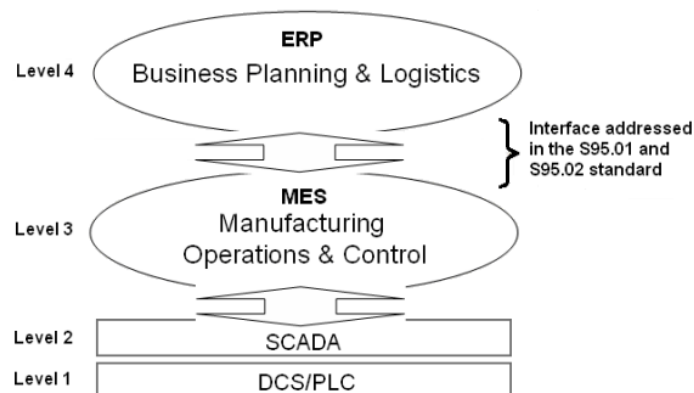 ERP
Level 4
Business Planning & Logistics
Interface addressed
in the S95.01 and
S95.02 standard
MES
Level 3
Manufacturing
Operations & Control
Level 2
SCADA
Level 1
DCS/PLC